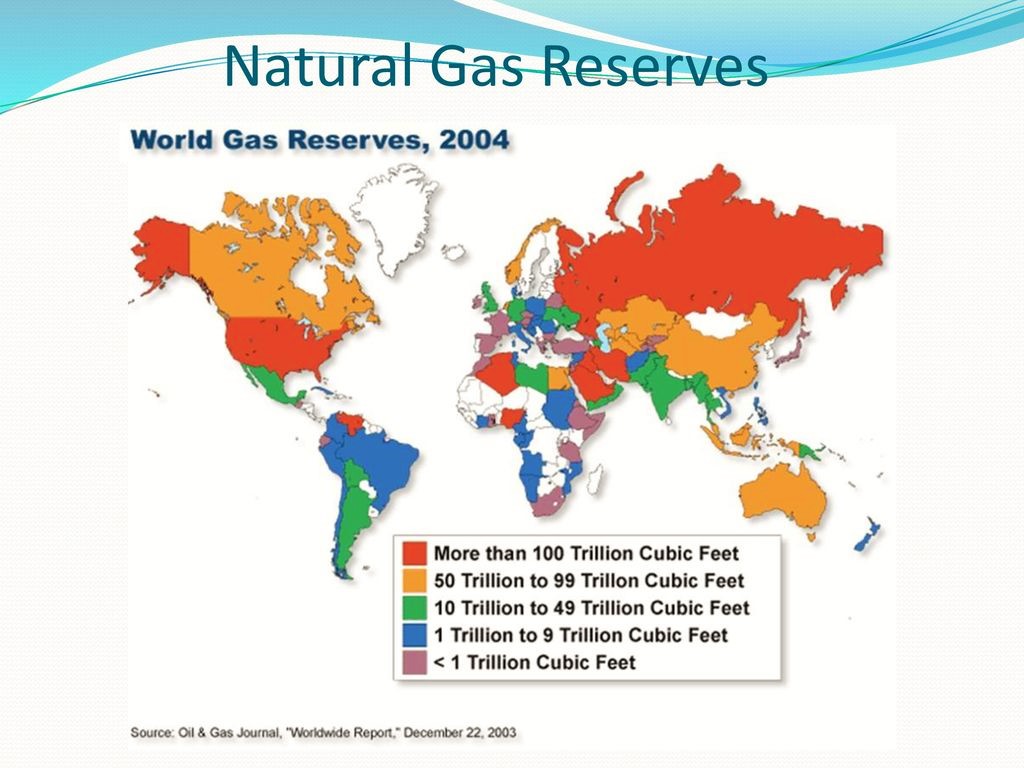 Natural Gas Reserves
World Gas Reserves, 2004
More than 100 Trillion Cubic Feet
50 Trillion to 99 Trillon Cubic Feet
10 Trillion to 49 Trillion Cubic Feet
1 Trillion to 9 Trillion Cubic Feet
< 1 Trillion Cubic Feet
Source: Oil & Gas Journal, "Worldwide Report," December 22, 2003